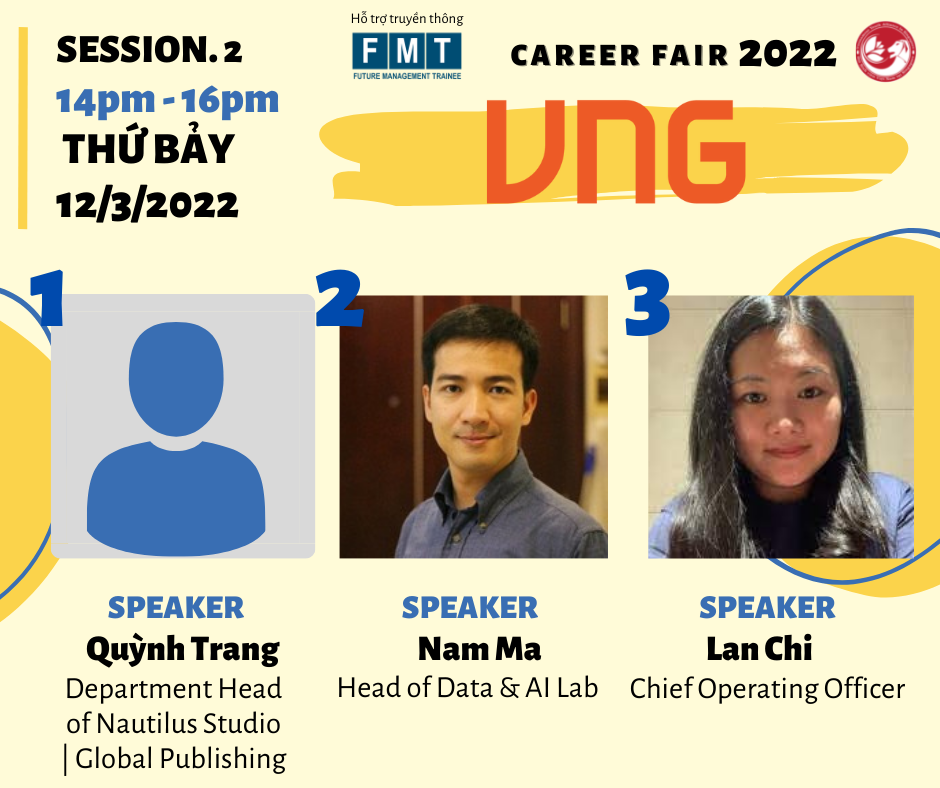 SESSION. 2
14pm - 16pm
THỨ BẢY
12/3/2022
Hỗ trợ truyền thông
FMT
FUTURE MANAGEMENT TRAINEE
CAREER FAIR 2022
VNG
1
2
3
SPEAKER
Quỳnh Trang
Department Head
of Nautilus Studio
| Global Publishing
SPEAKER
Nam Ma
Head of Data & AI Lab
SPEAKER
Lan Chi
Chief Operating Officer